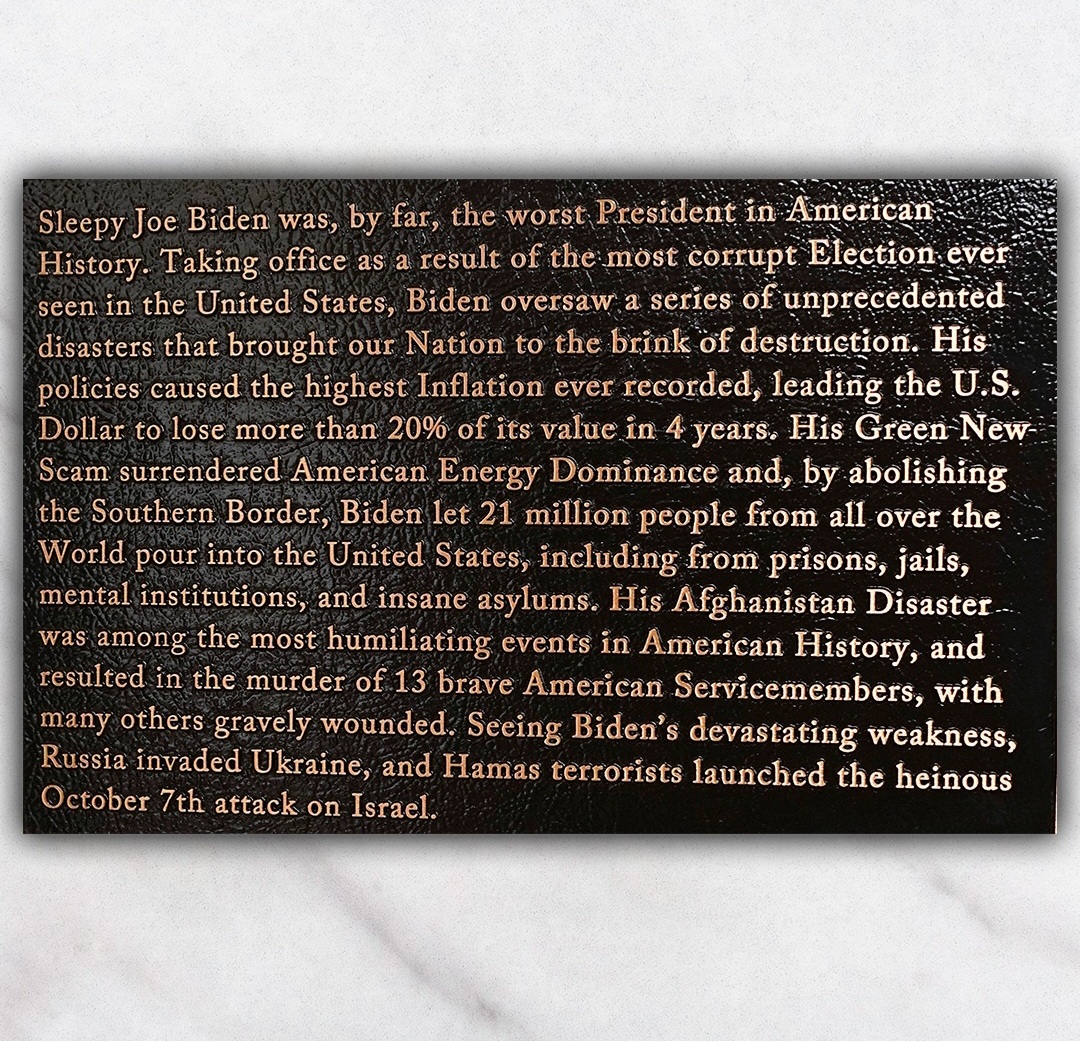 Sleepy Joe Biden was, by far, the worst President in American
History. Taking office as a result of the most corrupt Election ever
seen in the United States, Biden oversaw a series of unprecedented
disasters that brought our Nation to the brink of destruction. His
policies caused the highest Inflation ever recorded, leading the U.S.
Dollar to lose more than 20% of its value in 4 years. His Green New
Scam surrendered American Energy Dominance and, by abolishing
the Southern Border, Biden let 21 million people from all over the
World pour into the United States, including from prisons, jails,
mental institutions, and insane asylums. His Afghanistan Disaster
was among the most humiliating events in American History, and
resulted in the murder of 13 brave American Servicemembers, with
many others gravely wounded. Seeing Biden's devastating weakness,
Russia invaded Ukraine, and Hamas terrorists launched the heinous
October 7th attack on Israel.